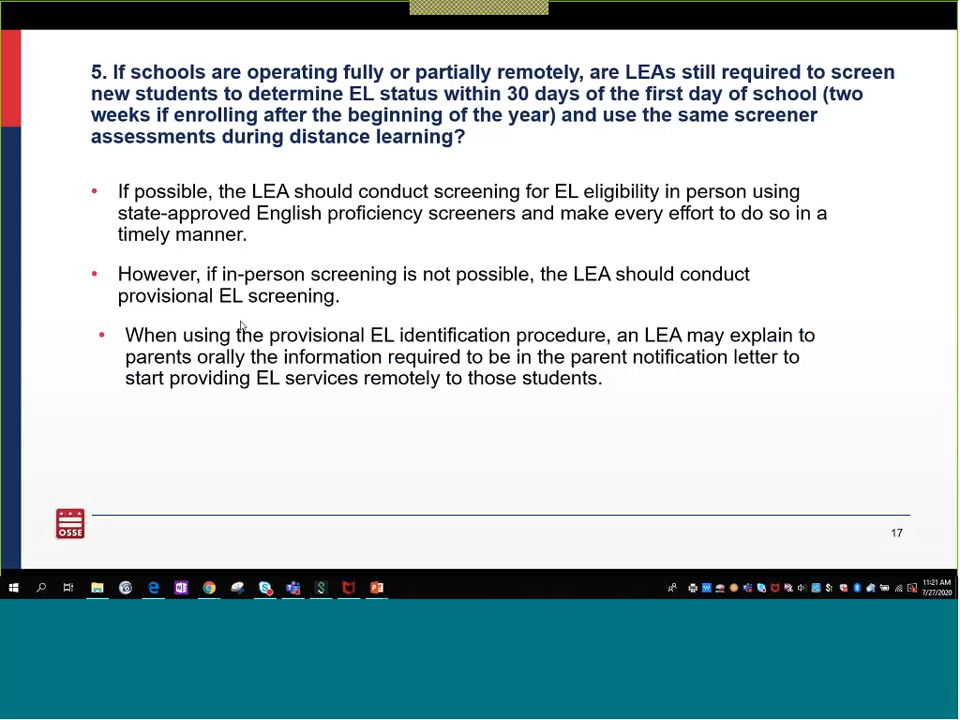 5. If schools are operating fully or partially remotely, are LEAs still required to screen
new students to determine EL status within 30 days of the first day of school (two
weeks if enrolling after the beginning of the year) and use the same screener
assessments during distance learning?
• If possible, the LEA should conduct screening for EL eligibility in person using
state-approved English proficiency screeners and make every effort to do so in a
timely manner.
• However, if in-person screening is not possible, the LEA should conduct
provisional EL screening.
• When using the provisional EL identification procedure, an LEA may explain to
parents orally the information required to be in the parent notification letter to
start providing EL services remotely to those students.
OSSE
17
11:21 AM
7/27/2020